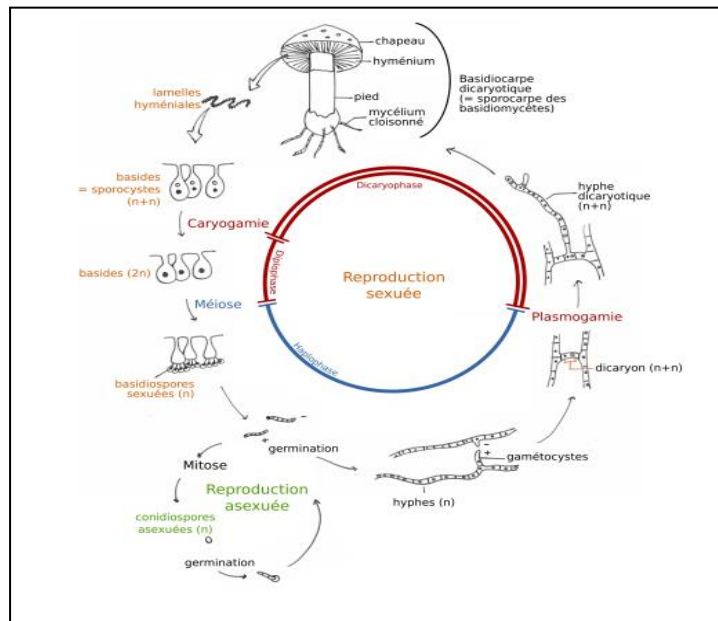 chapeau
hyménium
pied
mycélium
cloisonné
Basidiocarpe
dicaryotique
(= sporocarpe des
basidiomycètes)
lamelles
hyméniales
basides
= sporocystes
(n+n)
Caryogamie
basides (2n)
Méiose
basidiospores
sexuées (n)
Dicaryophase
Diplophase
Haplophase
Reproduction
sexuée
hyphe
dicaryotique
(n+n)
Plasmogamie
dicaryon (n+n)
-
+
gamétocystes
hyphes (n)
-
+
germination
Mitose
Reproduction
asexuée
conidiospores
asexuées (n)
germination